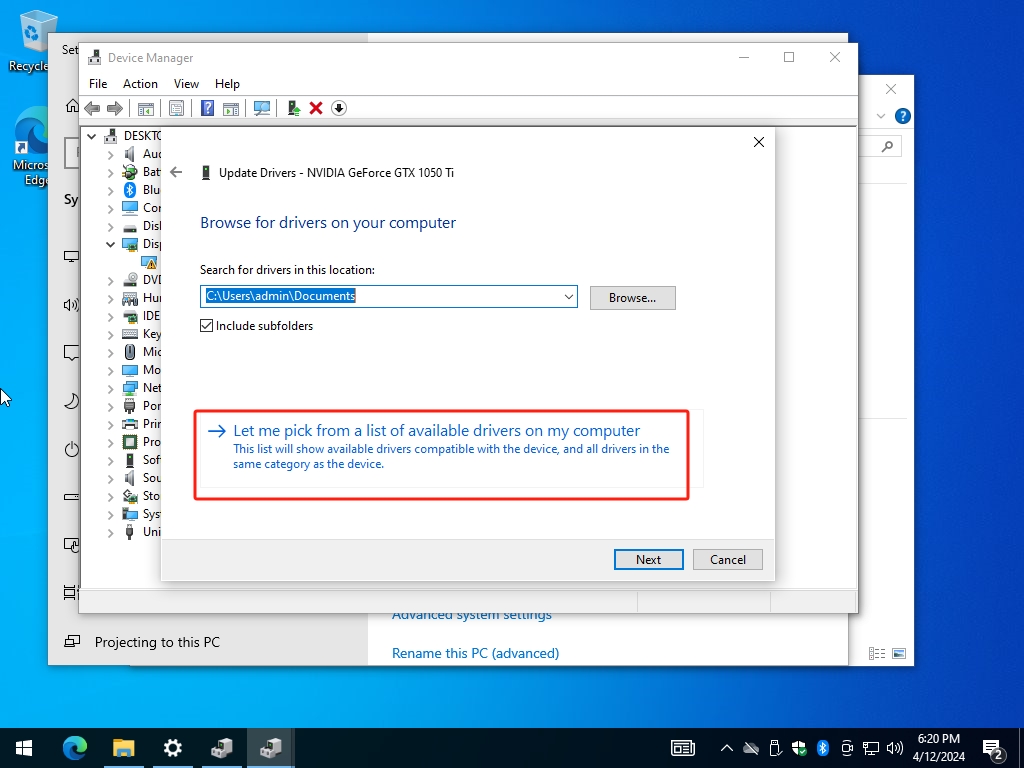 Recycle
Micros
Edge
Set
Sy
Device Manager
File Action View Help
DESKTO
Aud
Batt
Blu
Con
Disk
Disp
DVD
Hur
IDE
Key
Mic
Mo
Net
Por
Prin
Pro
Soft
Sou
Sto
Syst
Uni
Update Drivers - NVIDIA GeForce GTX 1050 Ti
Browse for drivers on your computer
Search for drivers in this location:
C:\Users\admin\Documents
Browse...
Include subfolders
Let me pick from a list of available drivers on my computer
This list will show available drivers compatible with the device, and all drivers in the
same category as the device.
Next Cancel
Advanced system settings
Projecting to this PC
Rename this PC (advanced)
6:20 PM
4/12/2024
2